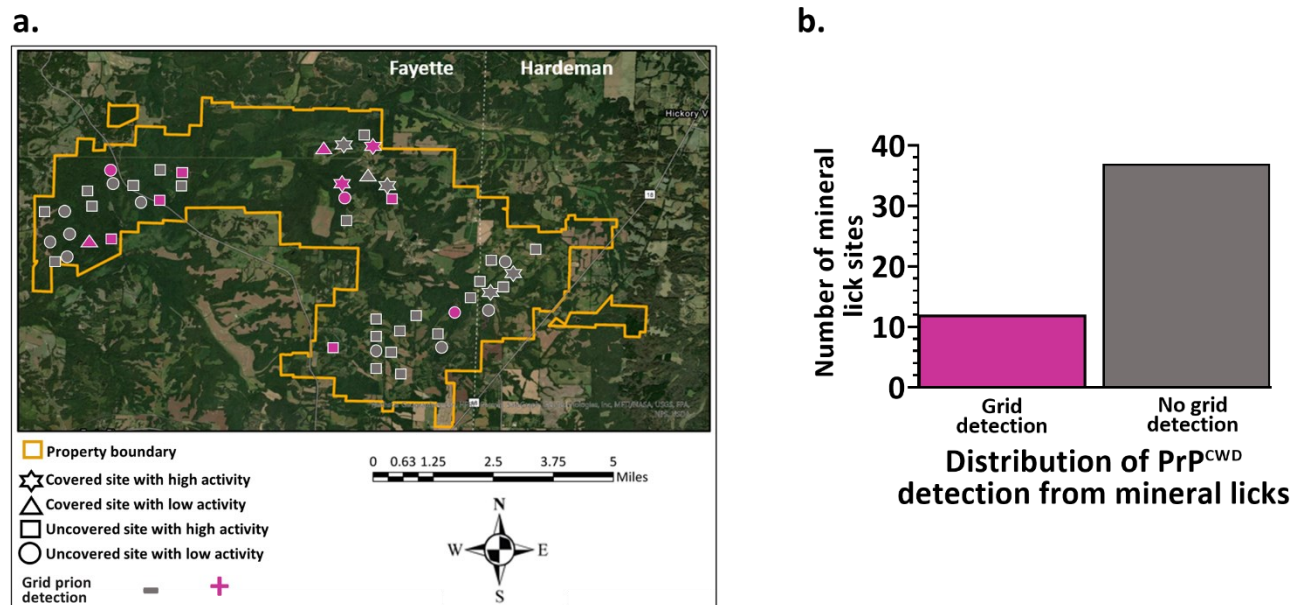 a.
Fayette
Hardeman
Hickory V
18
Property boundary
Covered site with high activity
Covered site with low activity
Uncovered site with high activity
Uncovered site with low activity
Grid prion
detection
− +
0 0.63 1.25 2.5 3.75 5
Miles
N
W E
S
b.
Number of mineral
lick sites
40
30
20
10
0
Grid
detection
No grid
detection
Distribution of PrPCWD
detection from mineral licks